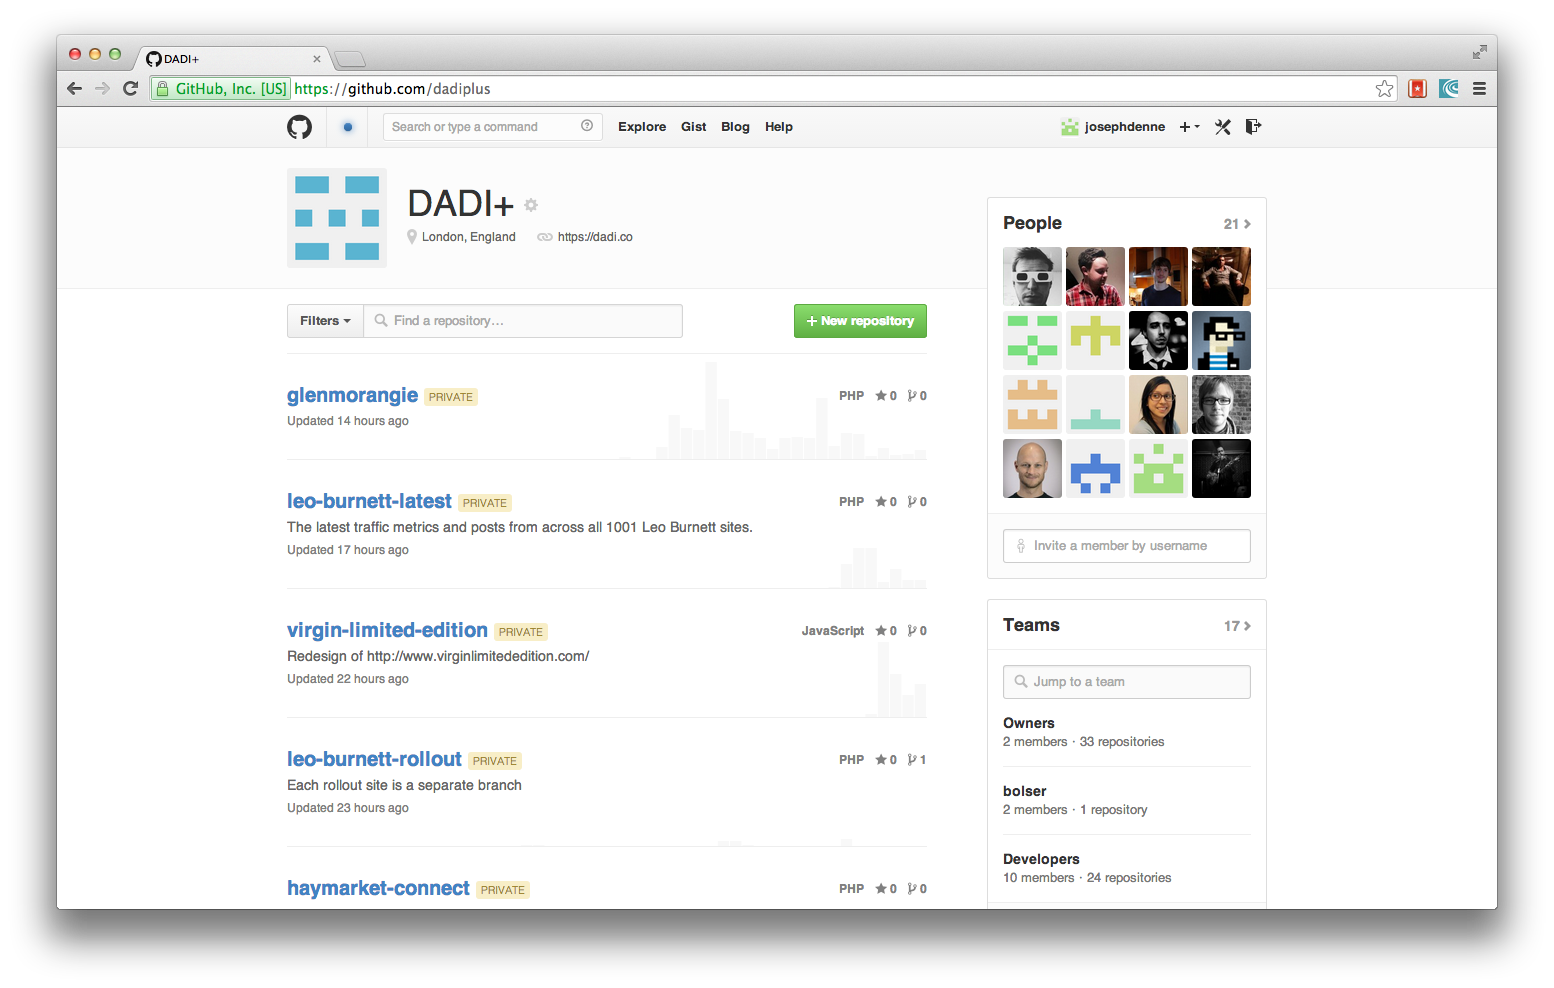 DADI+
GitHub, Inc. [US] https://github.com/dadiplus
Search or type a command
Explore Gist Blog Help
josephdenne
DADI+
London, England https://dadi.co
Filters
Find a repository...
+ New repository
glenmorangie PRIVATE
PHP 0 0
Updated 14 hours ago
leo-burnett-latest PRIVATE
PHP 0 0
The latest traffic metrics and posts from across all 1001 Leo Burnett sites.
Updated 17 hours ago
virgin-limited-edition PRIVATE
JavaScript 0 0
Redesign of http://www.virginlimitededition.com/
Updated 22 hours ago
leo-burnett-rollout PRIVATE
PHP 0 1
Each rollout site is a separate branch
Updated 23 hours ago
haymarket-connect PRIVATE
PHP 0 0
People 21
Invite a member by username
Teams 17
Jump to a team
Owners
2 members · 33 repositories
bolser
2 members · 1 repository
Developers
10 members · 24 repositories